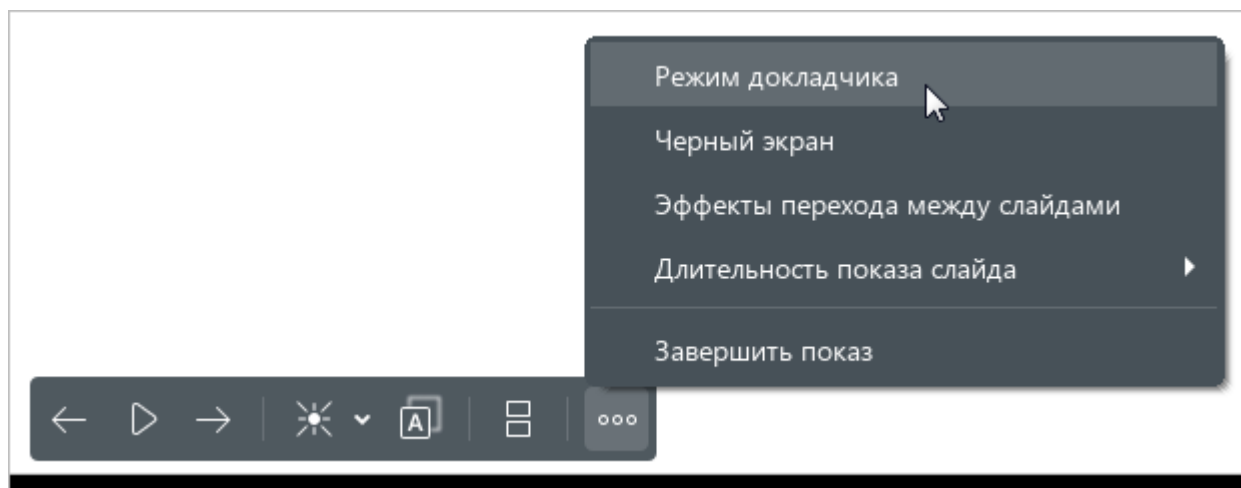 Режим докладчика
Черный экран
Эффекты перехода между слайдами
Длительность показа слайда
Завершить показ
A